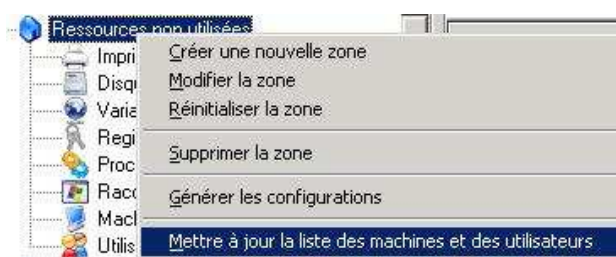 Ressources non utilisées
Impri
Créer une nouvelle zone
Disqu
Modifier la zone
Varia
Réinitialiser la zone
Regi
Supprimer la zone
Proc
Racc
Générer les configurations
Mach
Utilis
Mettre à jour la liste des machines et des utilisateurs